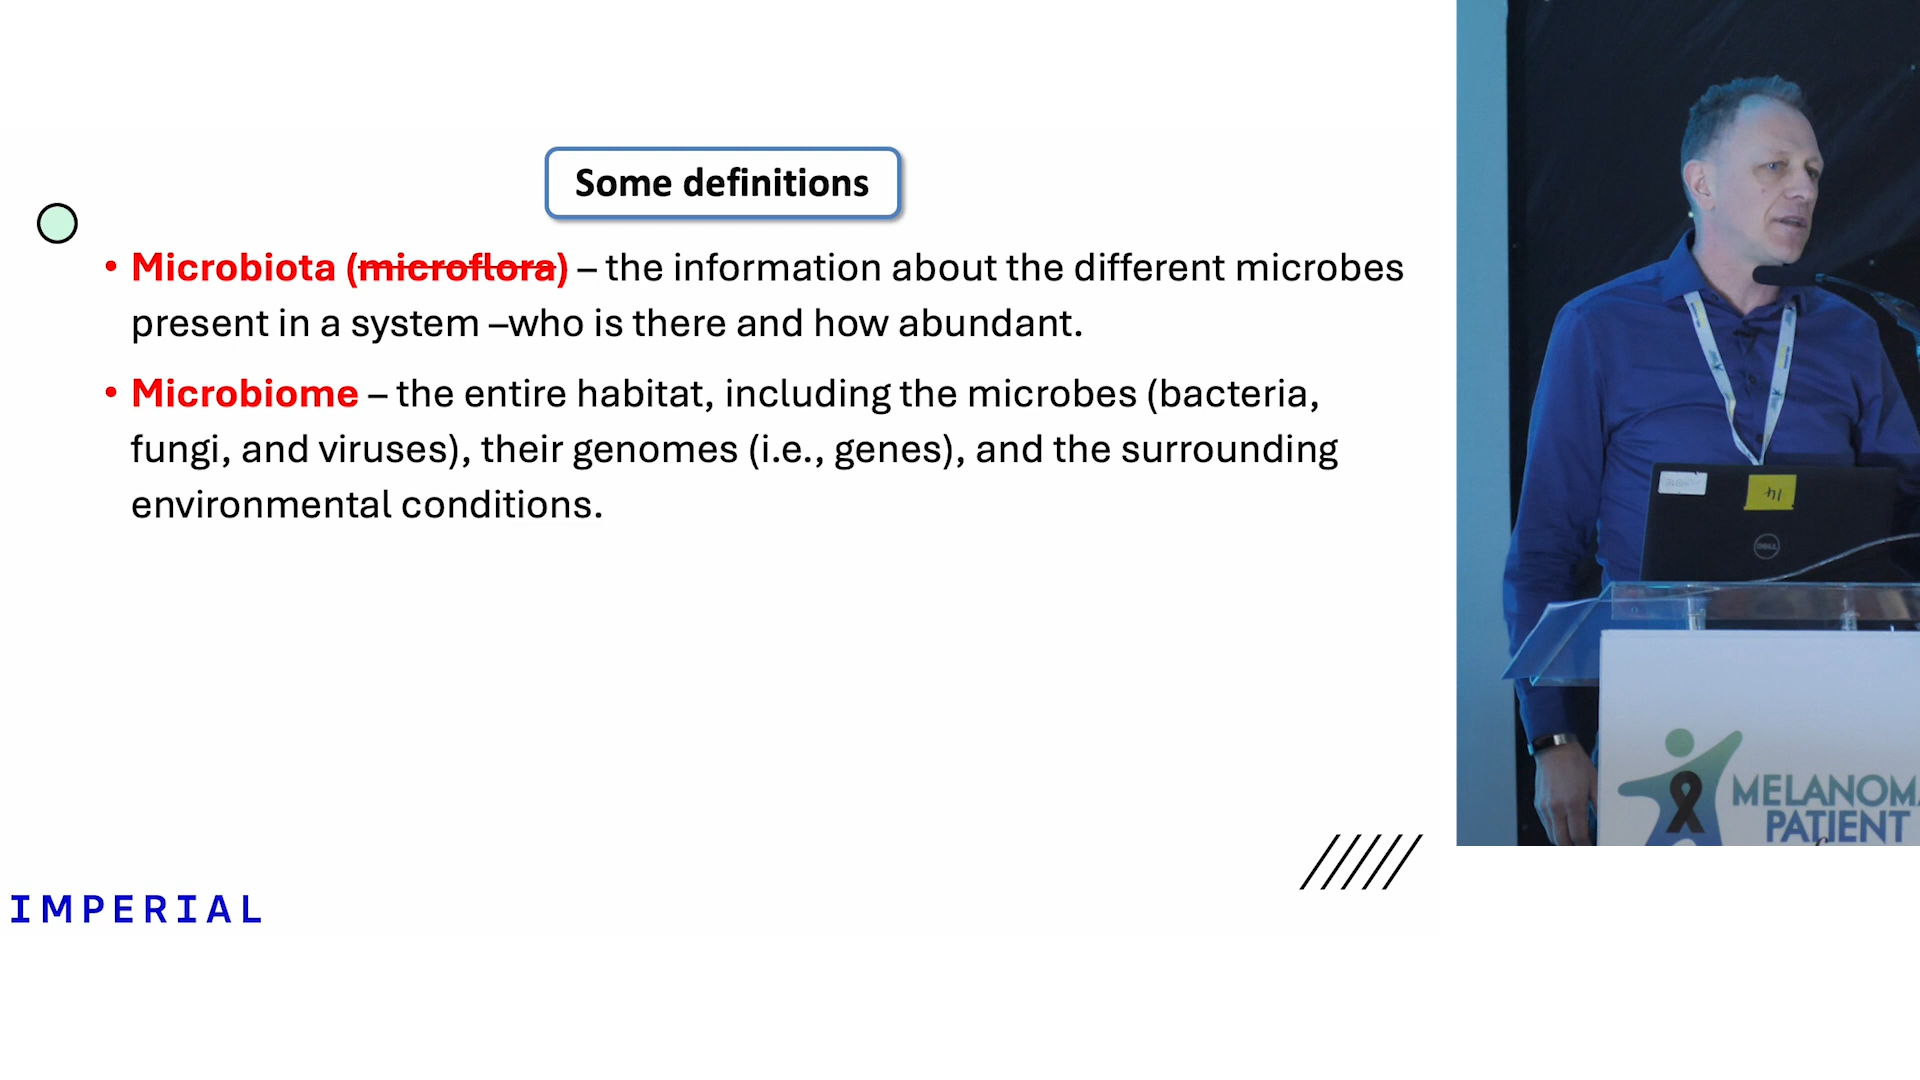 Some definitions
• Microbiota (microflora) – the information about the different microbes
present in a system –who is there and how abundant.
• Microbiome – the entire habitat, including the microbes (bacteria,
fungi, and viruses), their genomes (i.e., genes), and the surrounding
environmental conditions.
IMPERIAL
DELL
MELANOMA
PATIENT